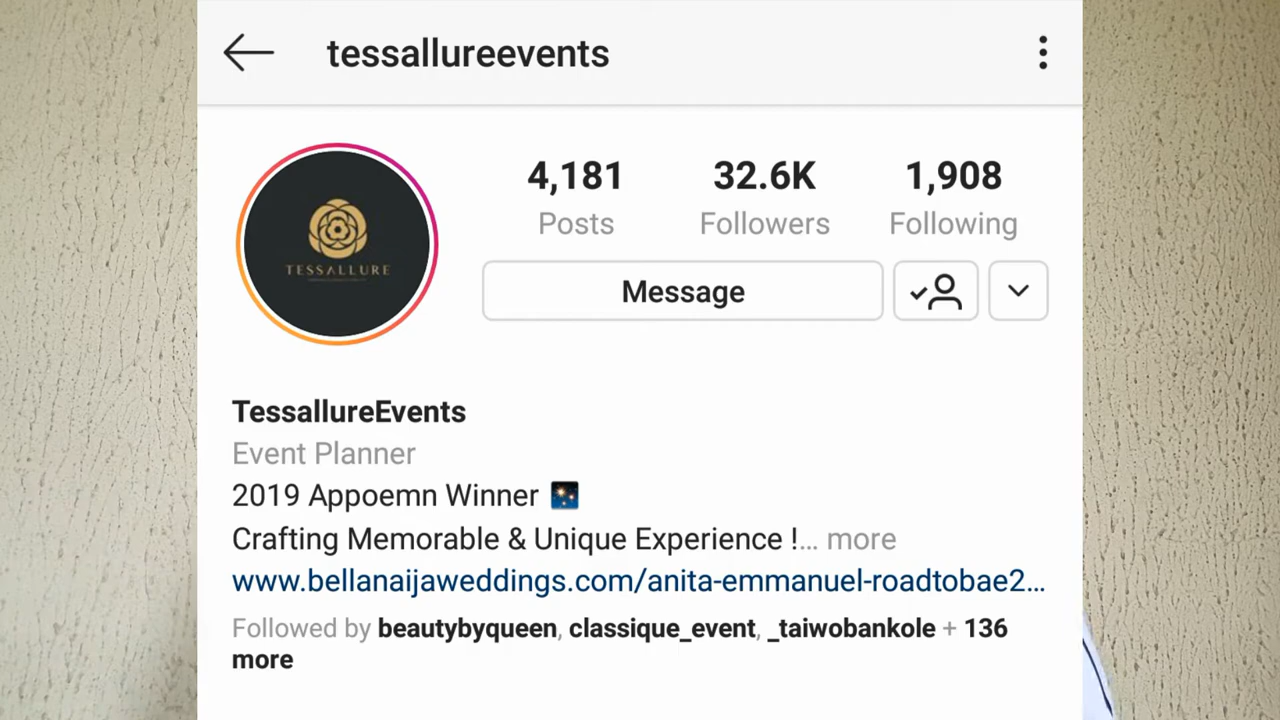 tessallureevents
4,181 32.6K 1,908
Posts Followers Following
TESSALLURE
Message
TessallureEvents
Event Planner
2019 Appoemn Winner 🎇
Crafting Memorable & Unique Experience !... more
www.bellanaijaweddings.com/anita-emmanuel-roadtobae2...
Followed by beautybyqueen, classique_event, _taiwobankole + 136
more